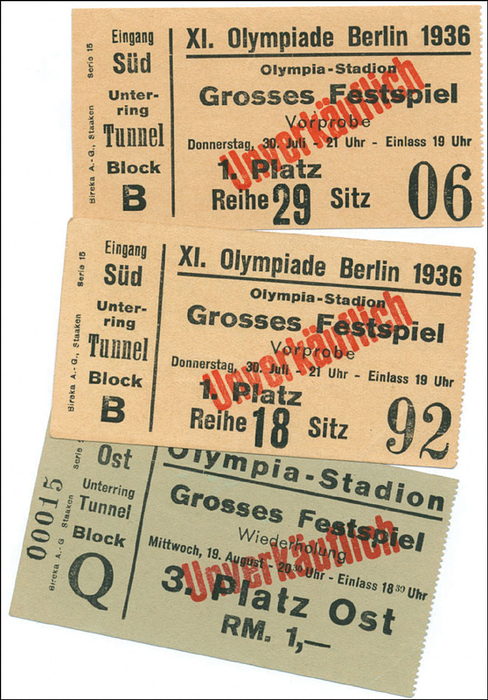 Eingang
Süd
Unter-
ring
Tunnel
Block
B
Bireka A.-G., Staaken Serie 15
XI. Olympiade Berlin 1936
Olympia-Stadion
Grosses Festspiel
Vorprobe
Donnerstag, 30. Juli - 21 Uhr - Einlass 19 Uhr
1. Platz
Reihe 29 Sitz 06
Unverkäuflich
Eingang
Süd
Unter-
ring
Tunnel
Block
B
Bireka A.-G., Staaken Serie 15
XI. Olympiade Berlin 1936
Olympia-Stadion
Grosses Festspiel
Vorprobe
Donnerstag, 30. Juli - 21 Uhr - Einlass 19 Uhr
1. Platz
Reihe 18 Sitz 92
Unverkäuflich
Ost
Unterring
Tunnel
Block
Q
00015
Bireka A.-G Staaken
Olympia-Stadion
Grosses Festspiel
Wiederholung
Mittwoch, 19. August - 20 30 Uhr - Einlass 18 30 Uhr
3. Platz Ost
RM. 1,—
Unverkäuflich